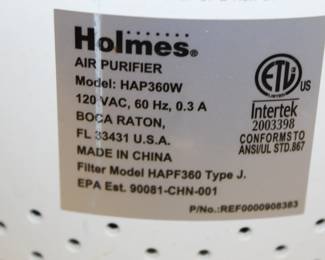 Holmes®
AIR PURIFIER
Model: HAP360W
120 VAC, 60 Hz, 0.3 A
BOCA RATON,
FL 33431 U.S.A.
MADE IN CHINA
Filter Model HAPF360 Type J.
EPA Est. 90081-CHN-001
ETL
US
Intertek
2003398
CONFORMS TO
ANSI/UL STD.867
P/No.:REF0000908383